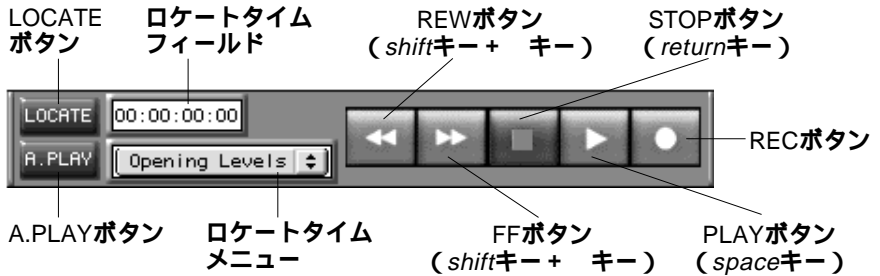 LOCATE
ボタン
ロケートタイム
フィールド
REWボタン
（shiftキー＋　キー）
STOPボタン
（returnキー）
LOCATE
00:00:00:00
A.PLAY
Opening Levels
RECボタン
A.PLAYボタン
ロケートタイム
メニュー
FFボタン
（shiftキー＋　キー）
PLAYボタン
（spaceキー）